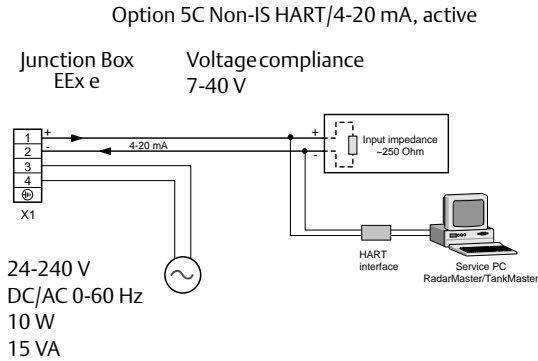 Option 5C Non-IS HART/4-20 mA, active
Junction Box
EEx e
Voltage compliance
7-40 V
1
2
3
4
X1
+
-
4-20 mA
+
-
Input impedance
~250 Ohm
HART
interface
Service PC
RadarMaster/TankMaster
24-240 V
DC/AC 0-60 Hz
10 W
15 VA